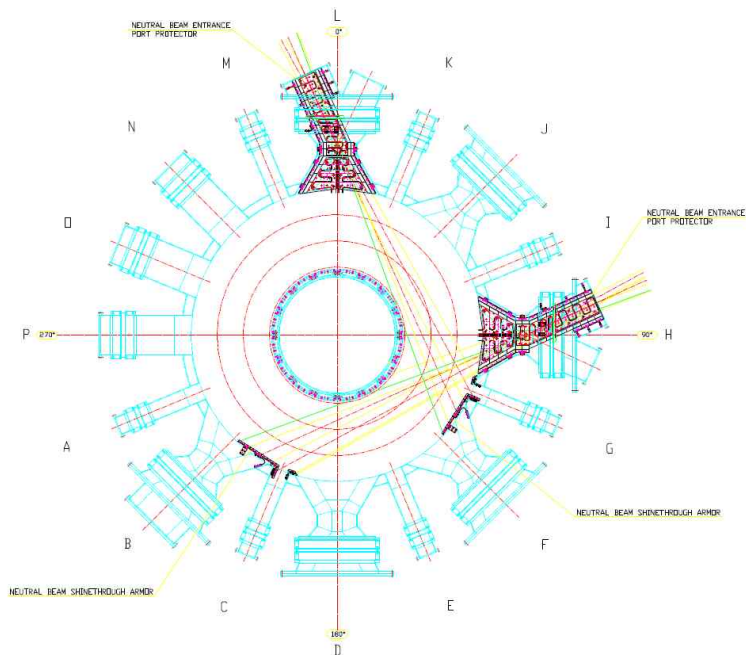 L
NEUTRAL BEAM ENTRANCE
PORT PROTECTOR
0°
M
K
N
J
NEUTRAL BEAM ENTRANCE
PORT PROTECTOR
O
I
P
270°
90°
H
A
G
NEUTRAL BEAM SHINETHROUGH ARMOR
B
F
NEUTRAL BEAM SHINETHROUGH ARMOR
C
E
180°
D